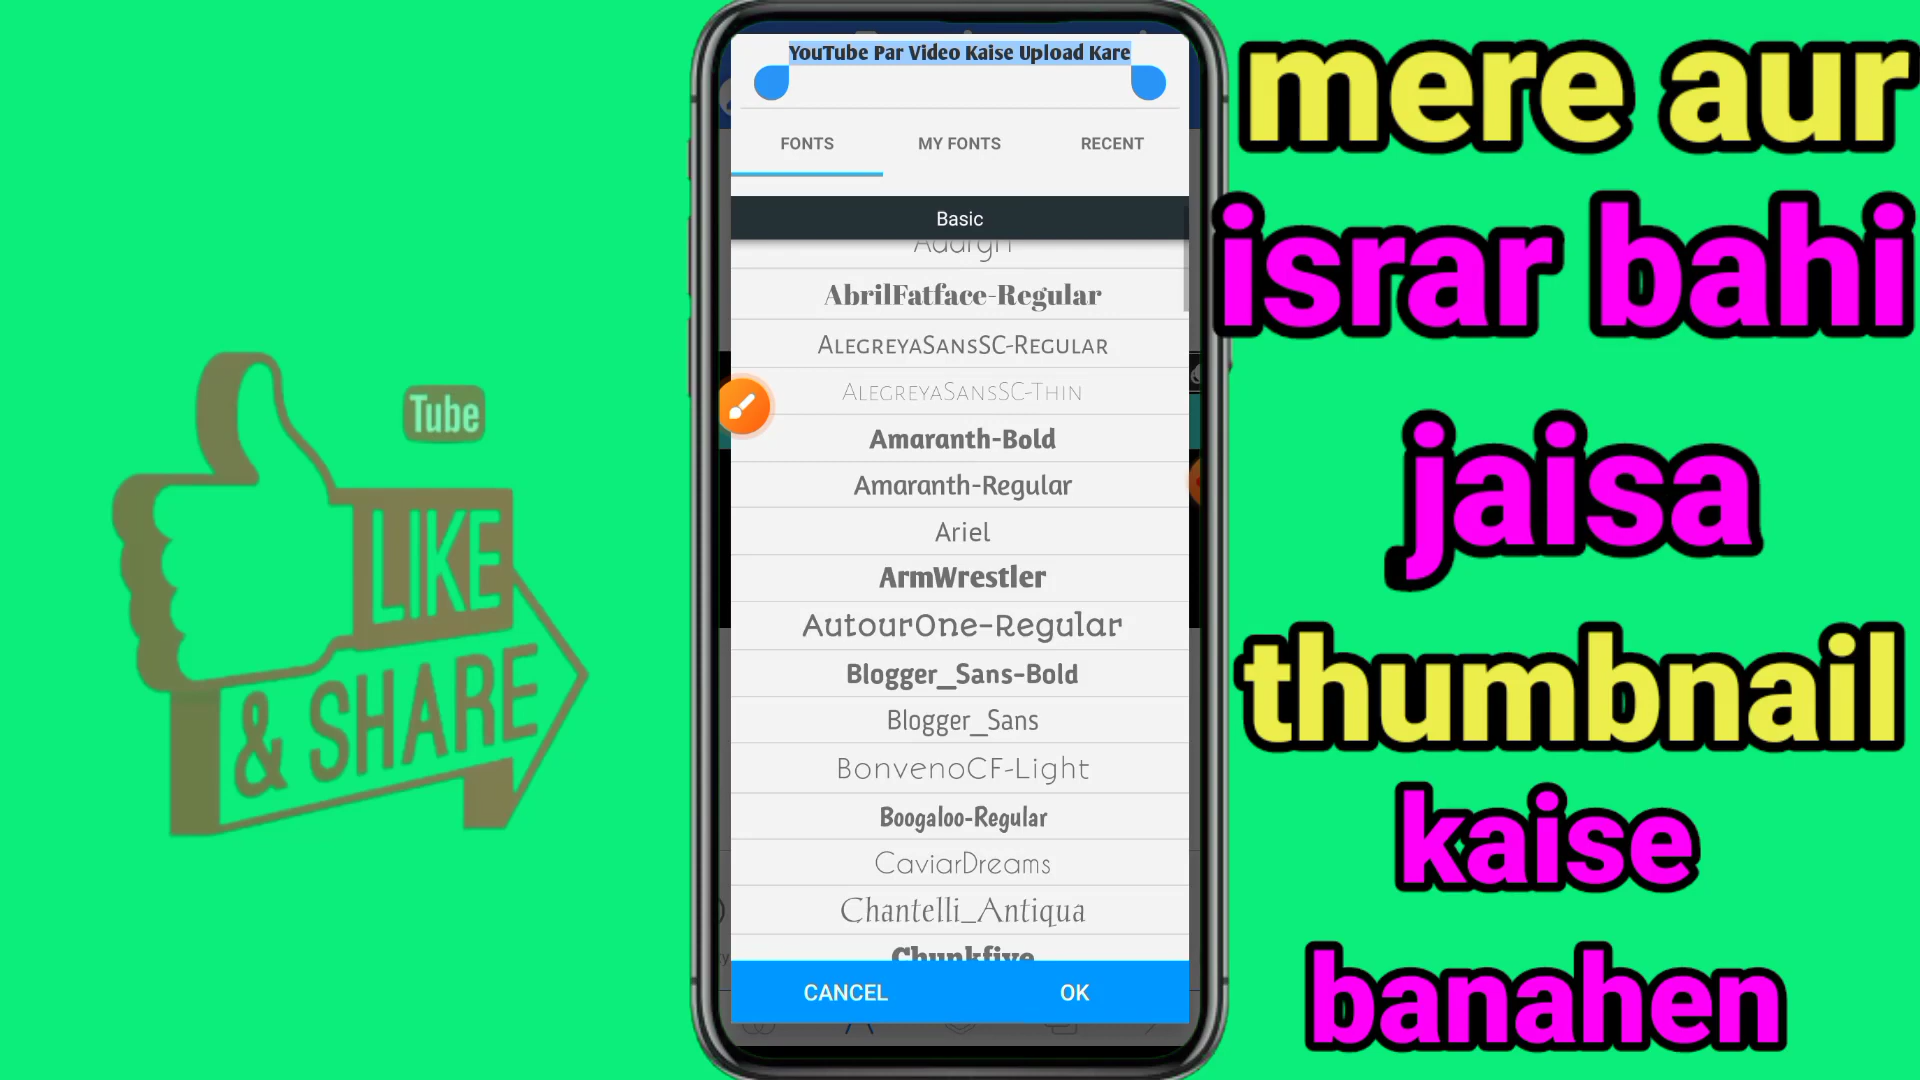 YouTube Par Video Kaise Upload Kare
FONTS
MY FONTS
RECENT
Basic
AbrilFatface-Regular
AlegreyaSansSC-Regular
AlegreyaSansSC-Thin
Amaranth-Bold
Amaranth-Regular
Ariel
ArmWrestler
AutourOne-Regular
Blogger_Sans-Bold
Blogger_Sans
BonvenoCF-Light
Boogaloo-Regular
CaviarDreams
Chantelli_Antiqua
Chunkfive
CANCEL
OK
Tube
LIKE
& SHARE
mere aur
israr bahi
jaisa
thumbnail
kaise
banahen